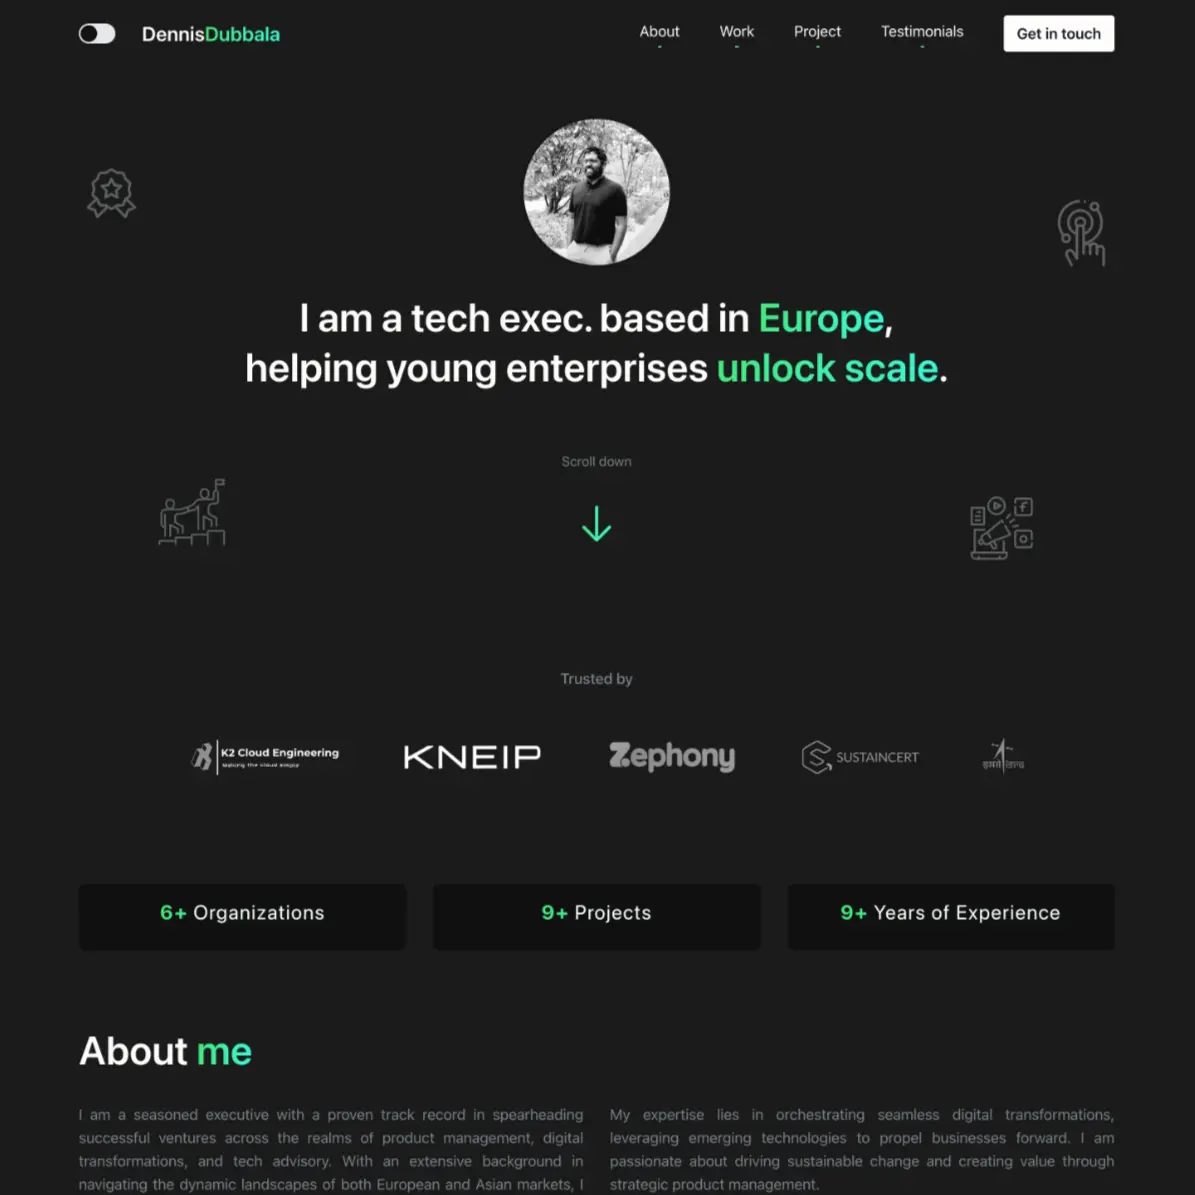 DennisDubbala
About
Work
Project
Testimonials
Get in touch
I am a tech exec. based in Europe,
helping young enterprises unlock scale.
Scroll down
Trusted by
K2 Cloud Engineering
Making the cloud simply
KNEIP
Zephony
SUSTAINCERT
6+ Organizations
9+ Projects
9+ Years of Experience
About me
I am a seasoned executive with a proven track record in spearheading
successful ventures across the realms of product management, digital
transformations, and tech advisory. With an extensive background in
navigating the dynamic landscapes of both European and Asian markets, I
My expertise lies in orchestrating seamless digital transformations,
leveraging emerging technologies to propel businesses forward. I am
passionate about driving sustainable change and creating value through
strategic product management.